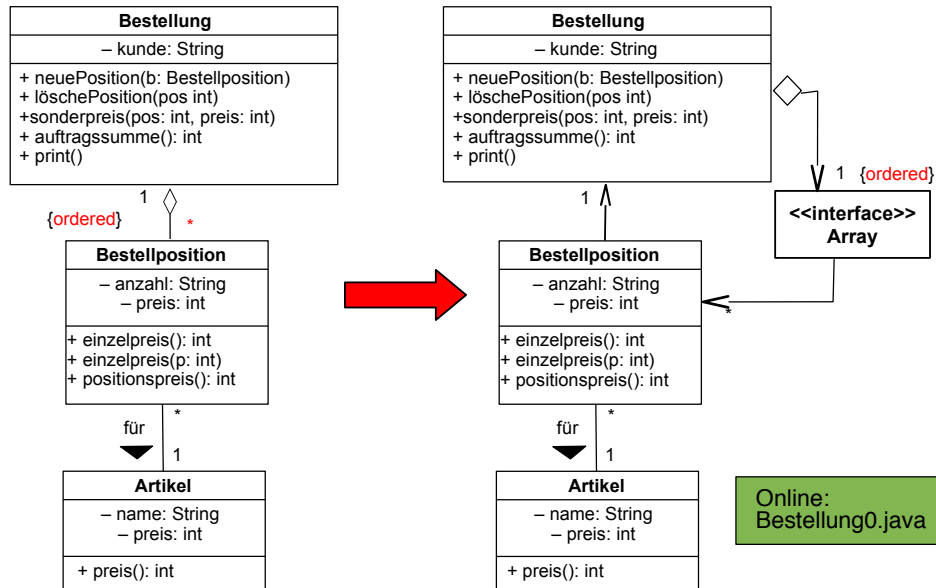 Bestellung
– kunde: String
+ neuePosition(b: Bestellposition)
+ löschePosition(pos int)
+sonderpreis(pos: int, preis: int)
+ auftragssumme(): int
+ print()
1
{ordered}
*
Bestellposition
– anzahl: String
– preis: int
+ einzelpreis(): int
+ einzelpreis(p: int)
+ positionspreis(): int
*
für
1
Artikel
– name: String
– preis: int
+ preis(): int
Bestellung
– kunde: String
+ neuePosition(b: Bestellposition)
+ löschePosition(pos int)
+sonderpreis(pos: int, preis: int)
+ auftragssumme(): int
+ print()
1 {ordered}
<<interface>>
Array
1
Bestellposition
– anzahl: String
– preis: int
+ einzelpreis(): int
+ einzelpreis(p: int)
+ positionspreis(): int
*
*
für
1
Artikel
– name: String
– preis: int
+ preis(): int
Online:
Bestellung0.java